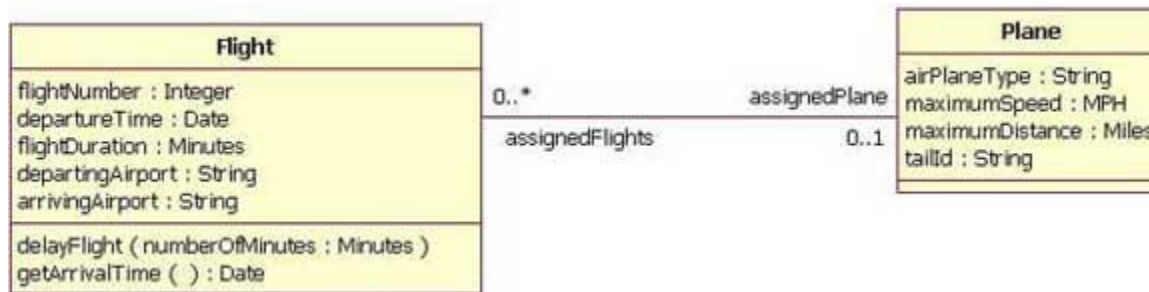 Flight
flightNumber : Integer
departureTime : Date
flightDuration : Minutes
departingAirport : String
arrivingAirport : String
delayFlight ( numberOfMinutes : Minutes )
getArrivalTime ( ) : Date
0..*
assignedPlane
assignedFlights
0..1
Plane
airPlaneType : String
maximumSpeed : MPH
maximumDistance : Miles
tailId : String